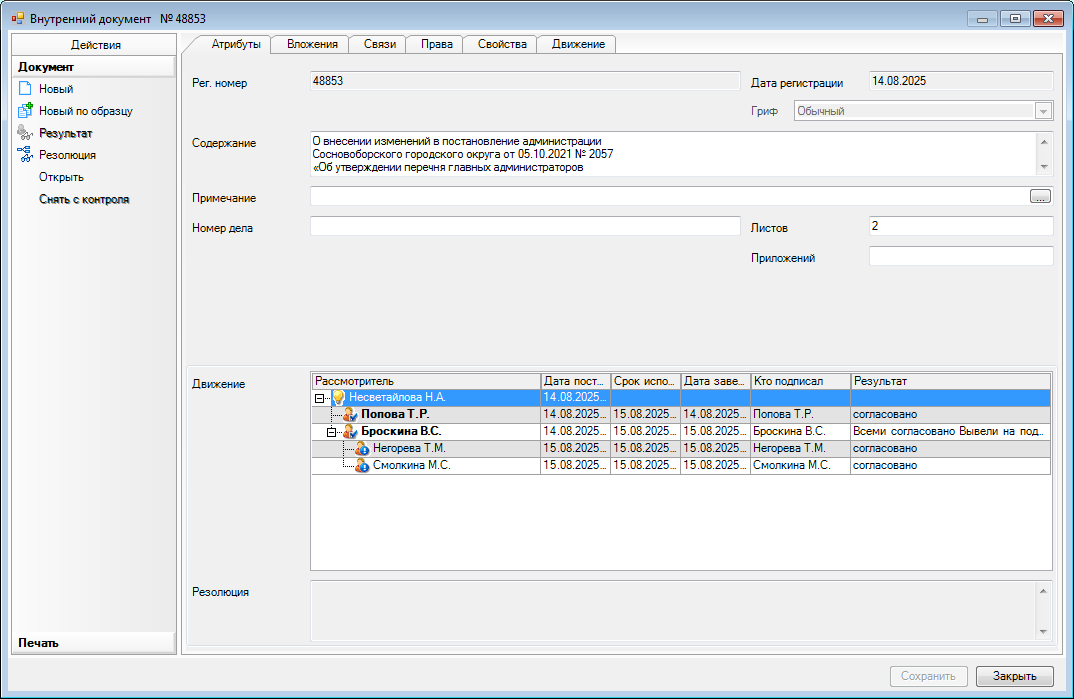 Внутренний документ № 48853
Действия
Документ
Новый
Новый по образцу
Результат
Резолюция
Открыть
Снять с контроля
Печать
Атрибуты Вложения Связи Права Свойства Движение
Рег. номер 48853 Дата регистрации 14.08.2025
Гриф Обычный
Содержание О внесении изменений в постановление администрации
Сосновоборского городского округа от 05.10.2021 № 2057
«Об утверждении перечня главных администраторов
Примечание ...
Номер дела Листов 2
Приложений
Движение
Рассмотритель Дата пост... Срок испо... Дата заве... Кто подписал Результат
Несветайлова Н.А. 14.08.2025...
Попова Т.Р. 14.08.2025... 15.08.2025... 14.08.2025... Попова Т.Р. согласовано
Броскина В.С. 14.08.2025... 15.08.2025... 15.08.2025... Броскина В.С. Всеми согласовано Вывели на под...
Негорева Т.М. 15.08.2025... 15.08.2025... 15.08.2025... Негорева Т.М. согласовано
Смолкина М.С. 15.08.2025... 15.08.2025... 15.08.2025... Смолкина М.С. согласовано
Резолюция
Сохранить Закрыть